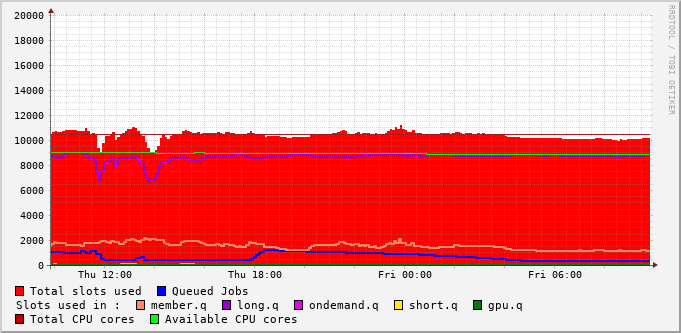 20000
18000
16000
14000
12000
10000
8000
6000
4000
2000
0
Thu 12:00 Thu 18:00 Fri 00:00 Fri 06:00
Total slots used Queued Jobs
Slots used in : member.q long.q ondemand.q short.q gpu.q
Total CPU cores Available CPU cores
RRDTOOL / TOBI OETIKER